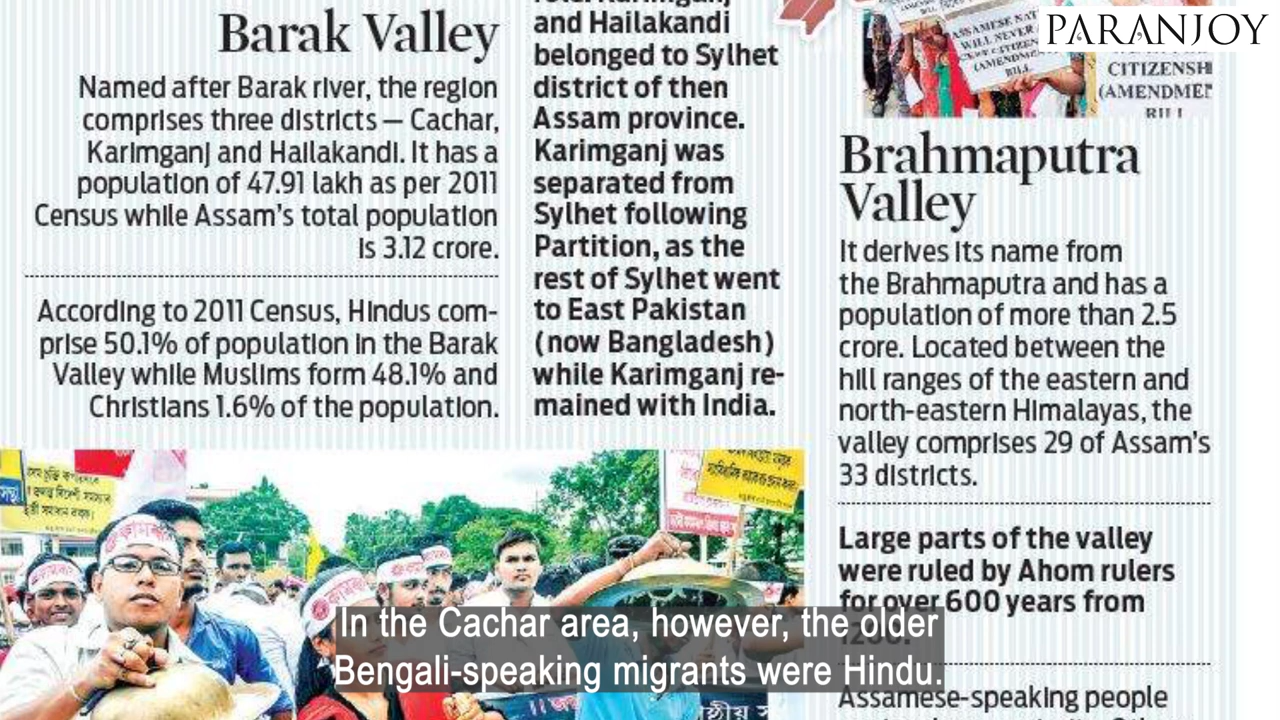 PARANJOY
Barak Valley
Named after Barak river, the region
comprises three districts — Cachar,
Karimganj and Hailakandi. It has a
population of 47.91 lakh as per 2011
Census while Assam's total population
is 3.12 crore.
According to 2011 Census, Hindus com-
prise 50.1% of population in the Barak
Valley while Muslims form 48.1% and
Christians 1.6% of the population.
and Hailakandi
belonged to Sylhet
district of then
Assam province.
Karimganj was
separated from
Sylhet following
Partition, as the
rest of Sylhet went
to East Pakistan
(now Bangladesh)
while Karimganj re-
mained with India.
ASSAMESE
WILL NEVER
(AMENDMENT
BILL
CITIZENSH
(AMENDMEN
BILL
Brahmaputra
Valley
It derives its name from
the Brahmaputra and has a
population of more than 2.5
crore. Located between the
hill ranges of the eastern and
north-eastern Himalayas, the
valley comprises 29 of Assam's
33 districts.
Large parts of the valley
were ruled by Ahom rulers
for over 600 years from
Assamese-speaking people
In the Cachar area, however, the older
Bengali-speaking migrants were Hindu.